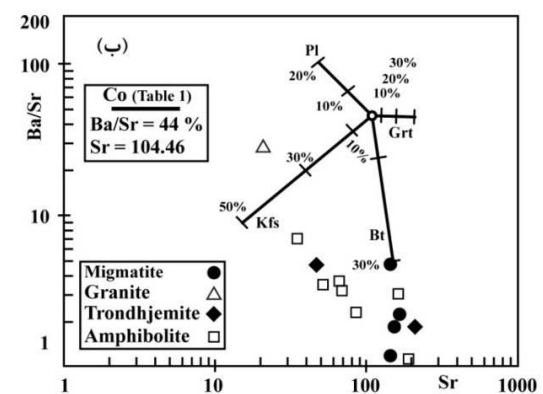 200
(ب)
100
10
1
Ba/Sr
Co (Table 1)
Ba/Sr = 44 %
Sr = 104.46
Pl
20%
10%
30%
20%
10%
Grt
10%
30%
50%
Kfs
Bt
30%
Migmatite
Granite
Trondhjemite
Amphibolite
1
10
100
Sr
1000